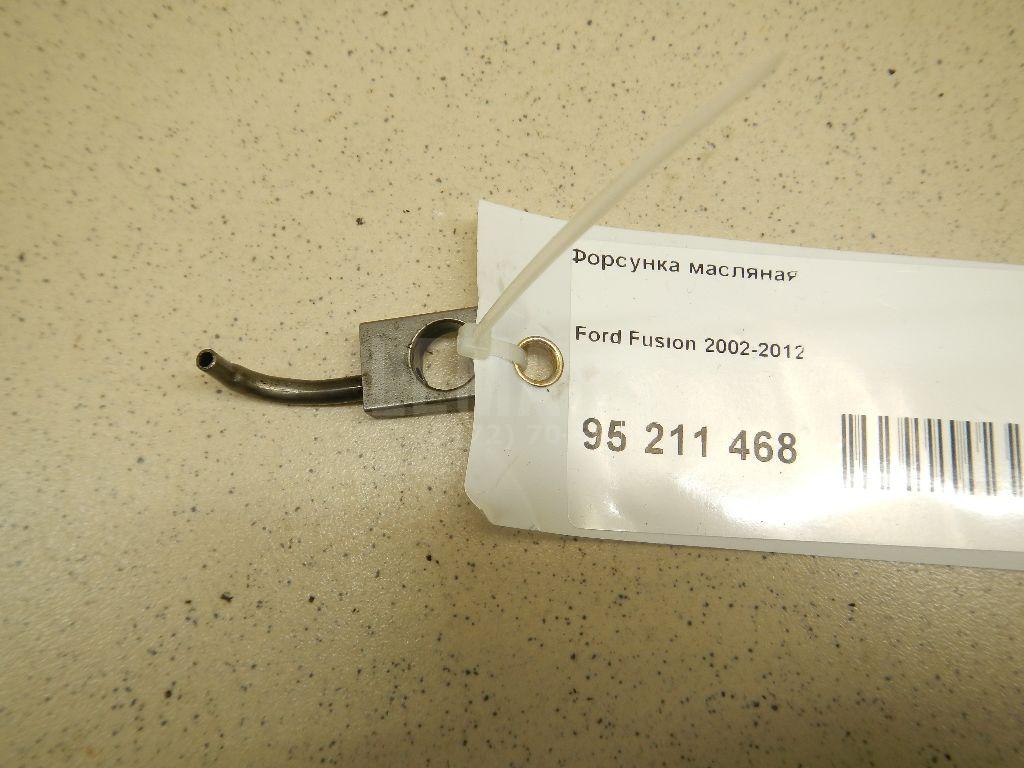 Форсунка масляная
Ford Fusion 2002-2012
95 211 468